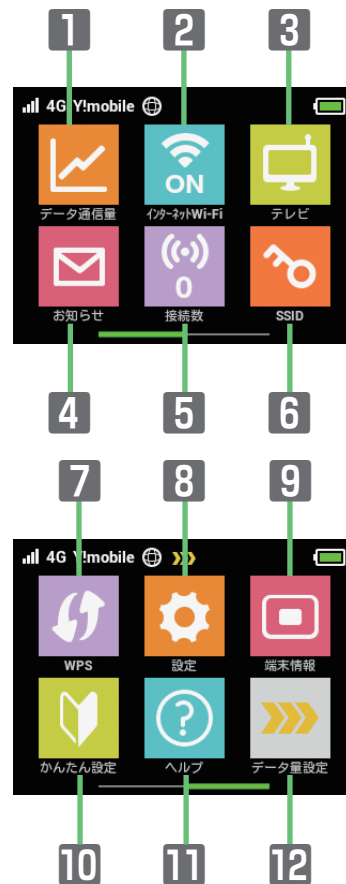 1 2 3
4G Y!mobile
ON
データ通信量 インターネットWi-Fi テレビ
0
お知らせ 接続数 SSID
4 5 6
7 8 9
4G Y!mobile
WPS 設定 端末情報
?
かんたん設定 ヘルプ データ量設定
10 11 12